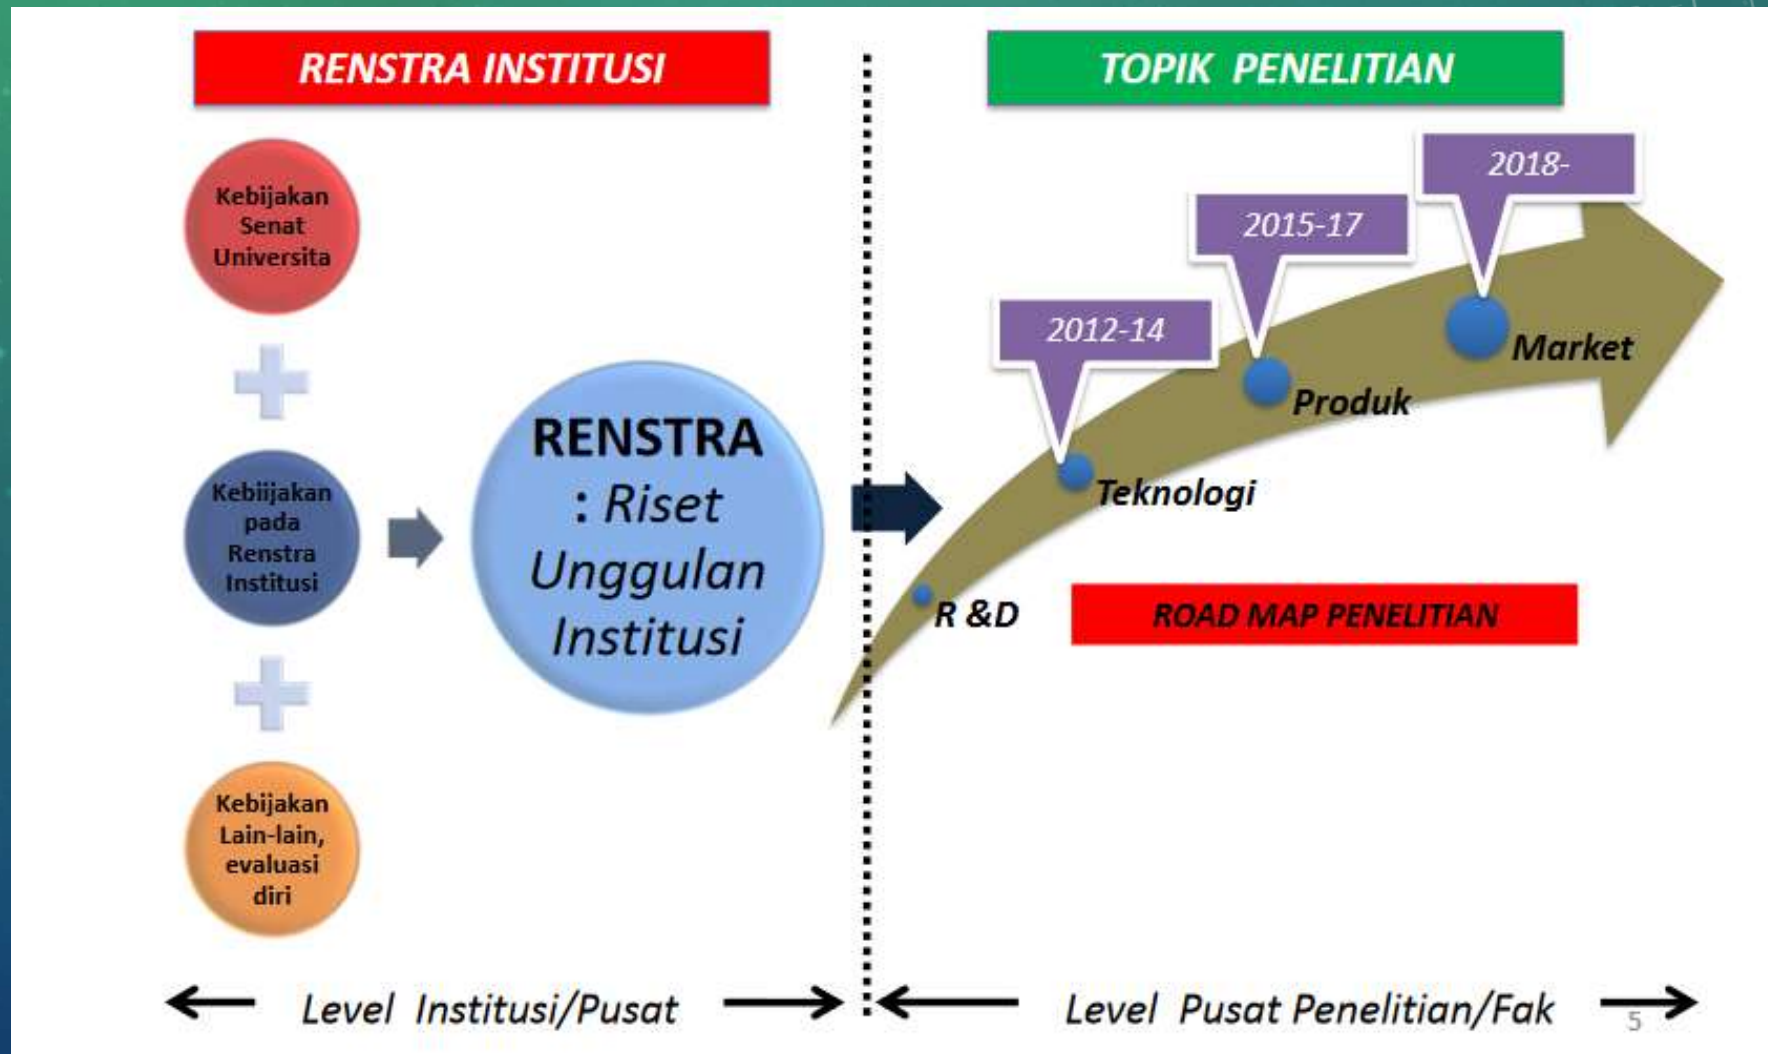 RENSTRA INSTITUSI
Kebijakan
Senat
Universita
Kebiijakan
pada
Renstra
Institusi
Kebijakan
Lain-lain,
evaluasi
diri
RENSTRA
: Riset
Unggulan
Institusi
Level Institusi/Pusat
TOPIK PENELITIAN
2018-
2015-17
2012-14
Market
Produk
Teknologi
R &D
ROAD MAP PENELITIAN
Level Pusat Penelitian/Fak
5